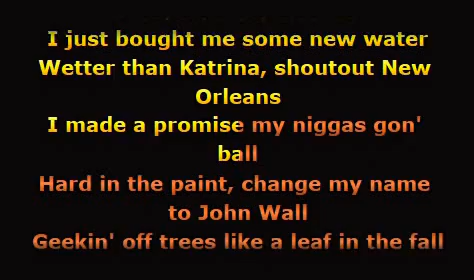 I just bought me some new water
Wetter than Katrina, shoutout New
Orleans
I made a promise my niggas gon'
ball
Hard in the paint, change my name
to John Wall
Geekin' off trees like a leaf in the fall